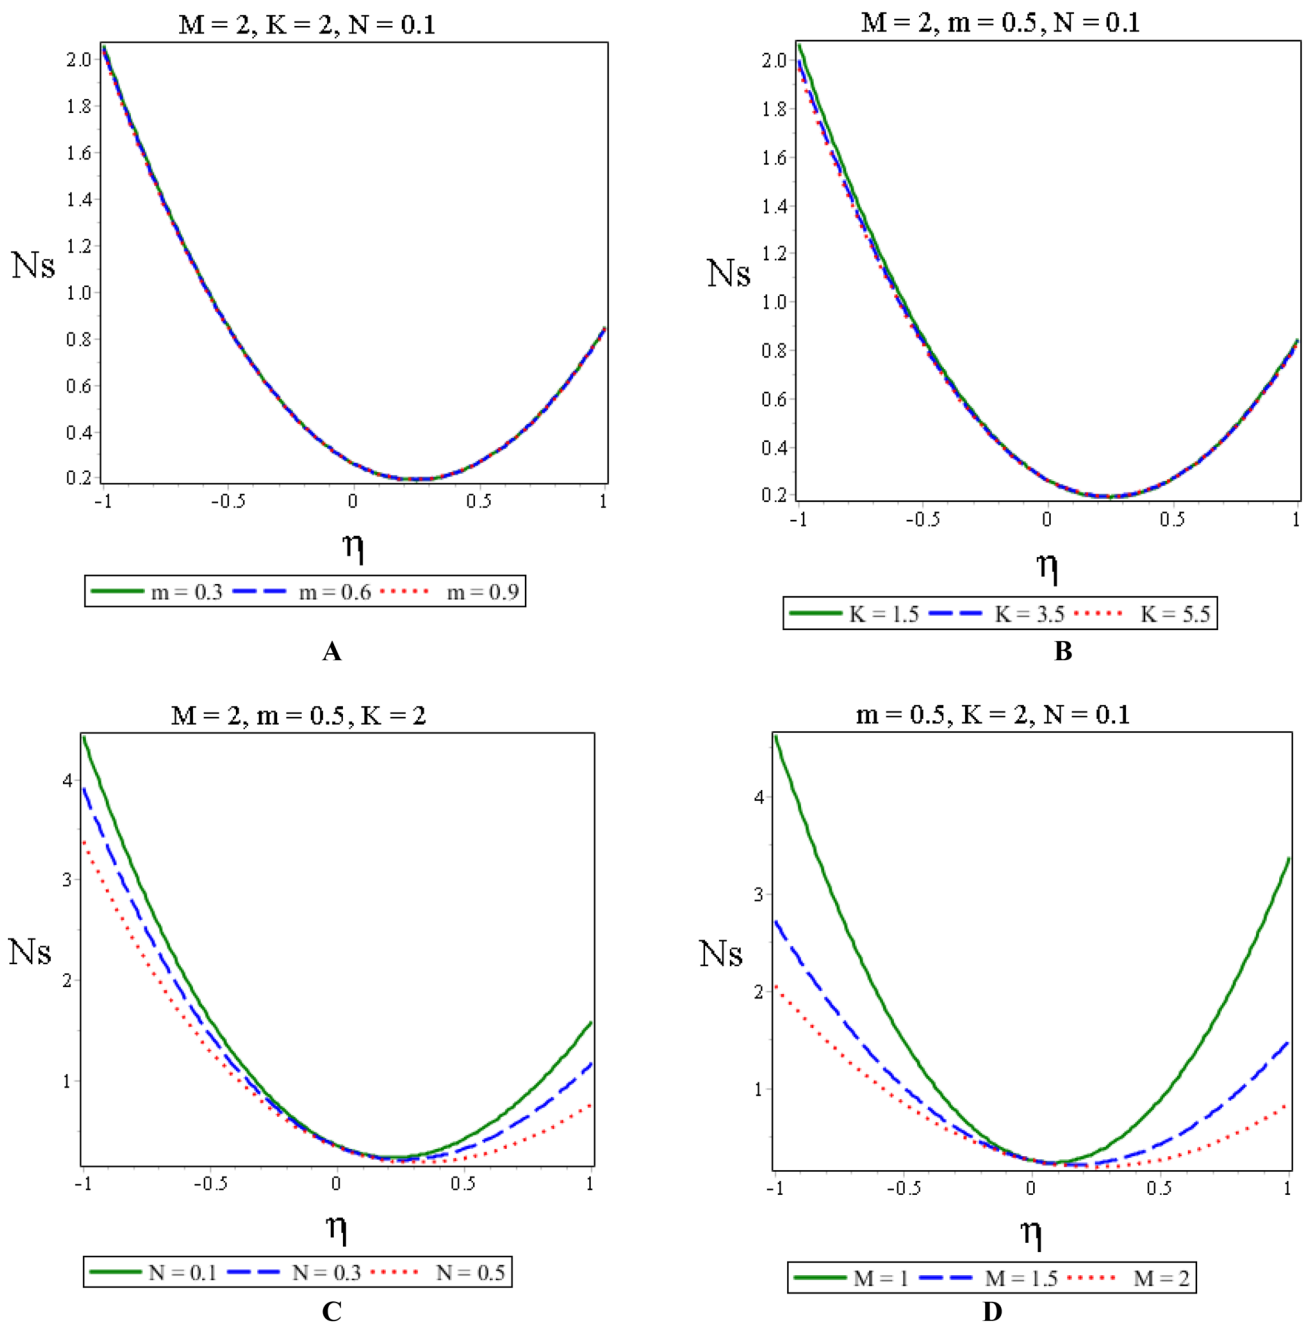 M = 2, K = 2, N = 0.1
2.0
1.8
1.6
1.4
1.2
1.0
0.8
0.6
0.4
0.2
Ns
-1 -0.5 0 0.5 1
η
m = 0.3 m = 0.6 m = 0.9
A
M = 2, m = 0.5, N = 0.1
2.0
1.8
1.6
1.4
1.2
1.0
0.8
0.6
0.4
0.2
Ns
-1 -0.5 0 0.5 1
η
K = 1.5 K = 3.5 K = 5.5
B
M = 2, m = 0.5, K = 2
4
3
2
1
Ns
-1 -0.5 0 0.5 1
η
N = 0.1 N = 0.3 N = 0.5
C
m = 0.5, K = 2, N = 0.1
4
3
2
1
Ns
-1 -0.5 0 0.5 1
η
M = 1 M = 1.5 M = 2
D